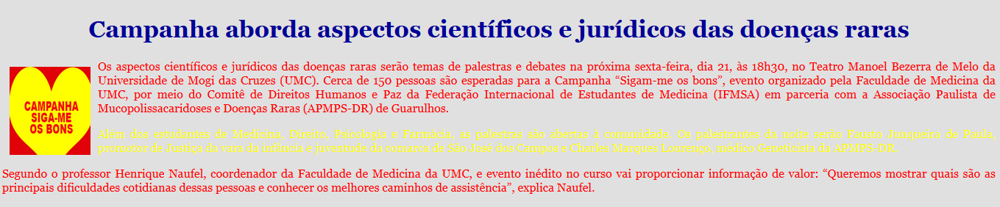 Campanha aborda aspectos científicos e jurídicos das doenças raras
CAMPANHA
SIGA-ME
OS BONS
Os aspectos científicos e jurídicos das doenças raras serão temas de palestras e debates na próxima sexta-feira, dia 21, às 18h30, no Teatro Manoel Bezerra de Melo da
Universidade de Mogi das Cruzes (UMC). Cerca de 150 pessoas são esperadas para a Campanha “Sigam-me os bons”, evento organizado pela Faculdade de Medicina da
UMC, por meio do Comitê de Direitos Humanos e Paz da Federação Internacional de Estudantes de Medicina (IFMSA) em parceria com a Associação Paulista de
Mucopolissacaridoses e Doenças Raras (APMPS-DR) de Guarulhos.
Além dos estudantes de Medicina, Direito, Psicologia e Farmácia, as palestras são abertas à comunidade. Os palestrantes da noite serão Fausto Junqueira de Paula,
promotor de Justiça da vara da infância e juventude da comarca de São José dos Campos e Charles Marques Lourenço, médico Geneticista da APMPS-DR.
Segundo o professor Henrique Naufel, coordenador da Faculdade de Medicina da UMC, e evento inédito no curso vai proporcionar informação de valor: “Queremos mostrar quais são as
principais dificuldades cotidianas dessas pessoas e conhecer os melhores caminhos de assistência”, explica Naufel.